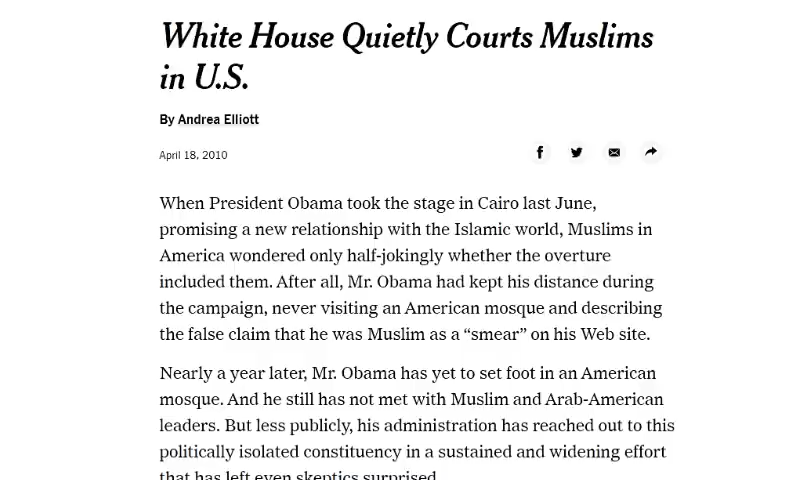 White House Quietly Courts Muslims
in U.S.
By Andrea Elliott
April 18, 2010
When President Obama took the stage in Cairo last June,
promising a new relationship with the Islamic world, Muslims in
America wondered only half-jokingly whether the overture
included them. After all, Mr. Obama had kept his distance during
the campaign, never visiting an American mosque and describing
the false claim that he was Muslim as a “smear” on his Web site.
Nearly a year later, Mr. Obama has yet to set foot in an American
mosque. And he still has not met with Muslim and Arab-American
leaders. But less publicly, his administration has reached out to this
politically isolated constituency in a sustained and widening effort
that has left even skeptics surprised.